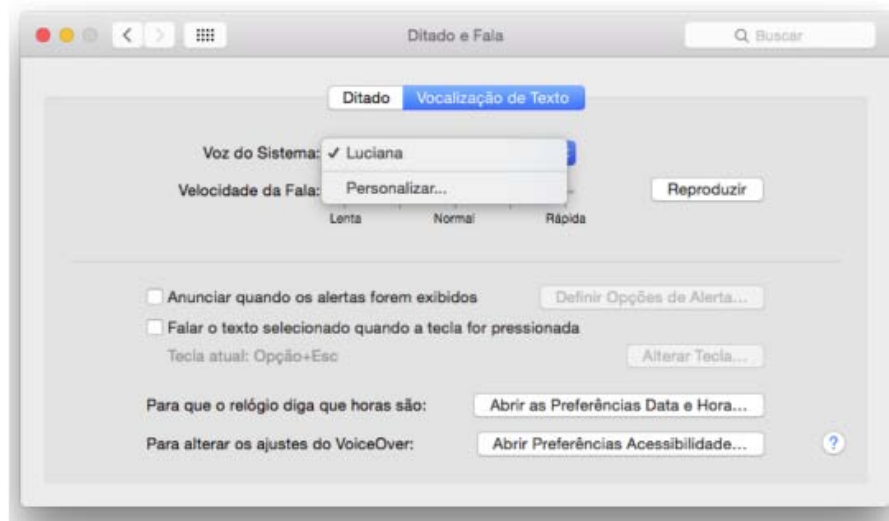 Ditado e Fala
Buscar
Ditado
Vocalização de Texto
Voz do Sistema:
✓ Luciana
Personalizar...
Velocidade da Fala:
Reproduzir
Lenta
Normal
Rápida
Anunciar quando os alertas forem exibidos
Definir Opções de Alerta...
Falar o texto selecionado quando a tecla for pressionada
Tecla atual: Opção+Esc
Alterar Tecla...
Para que o relógio diga que horas são:
Abrir as Preferências Data e Hora...
Para alterar os ajustes do VoiceOver:
Abrir Preferências Acessibilidade...
?